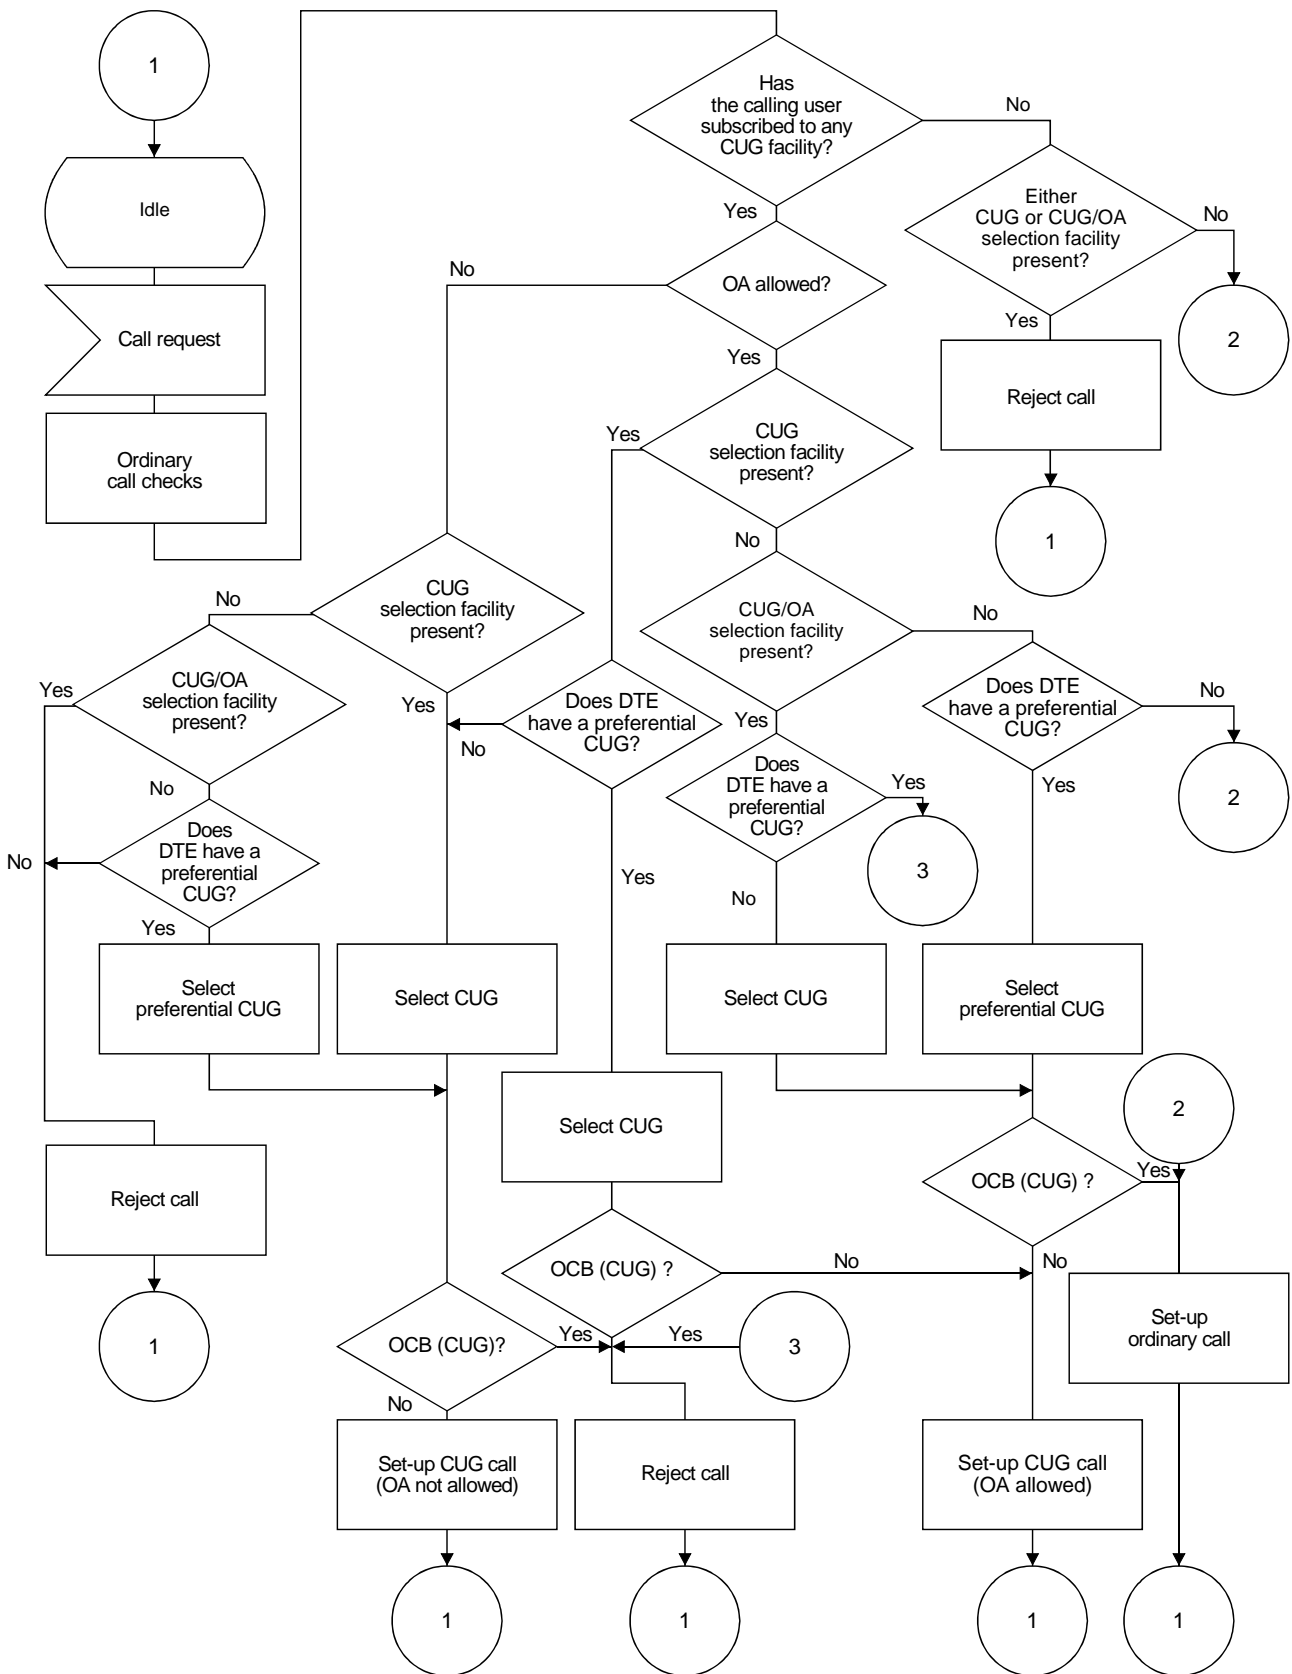 1
Has
the calling user
subscribed to any
CUG facility?
No
Idle
Yes
Either
CUG or CUG/OA
selection facility
present?
No
No
OA allowed?
Yes
2
Call request
Yes
Reject call
Yes
CUG
selection facility
present?
Ordinary
call checks
1
No
CUG
selection facility
present?
No
CUG/OA
selection facility
present?
No
Yes
CUG/OA
selection facility
present?
Yes
Does DTE
have a preferential
CUG?
No
Yes
Does DTE
have a preferential
CUG?
No
No
Does
DTE have a
preferential
CUG?
Yes
Yes
2
Does
DTE have a
preferential
CUG?
No
3
Yes
Yes
No
Select
preferential CUG
Select CUG
Select CUG
Select
preferential CUG
Select CUG
2
Reject call
OCB (CUG) ?
Yes
OCB (CUG) ?
No
No
Set-up
ordinary call
1
OCB (CUG)?
Yes
Yes
3
No
Set-up CUG call
(OA not allowed)
Reject call
Set-up CUG call
(OA allowed)
1
1
1
1